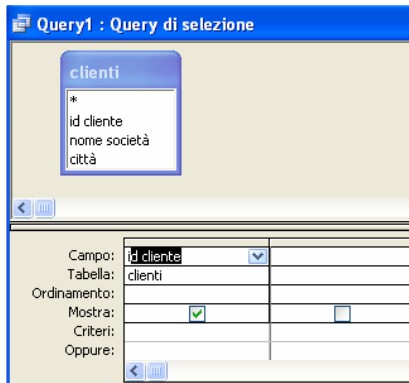 Query1 : Query di selezione
clienti
*
id cliente
nome società
città
Campo: id cliente
Tabella: clienti
Ordinamento:
Mostra:
Criteri:
Oppure: